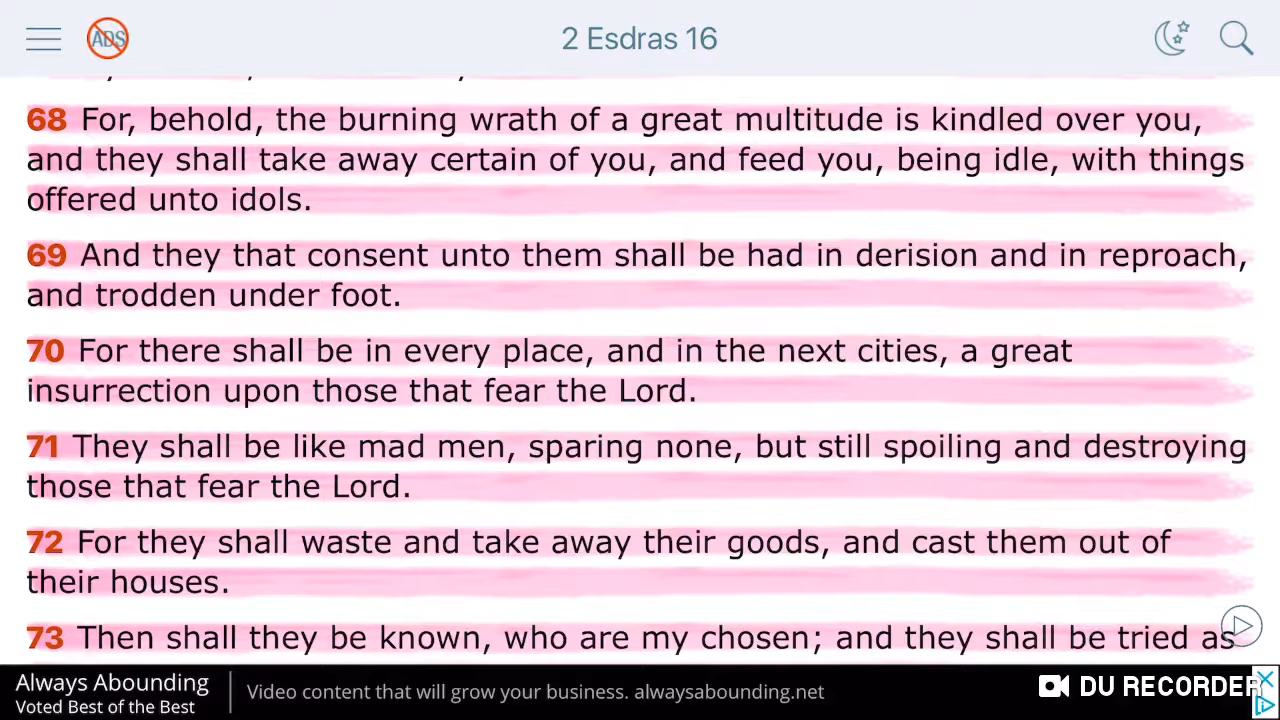 ADS
2 Esdras 16
68 For, behold, the burning wrath of a great multitude is kindled over you,
and they shall take away certain of you, and feed you, being idle, with things
offered unto idols.
69 And they that consent unto them shall be had in derision and in reproach,
and trodden under foot.
70 For there shall be in every place, and in the next cities, a great
insurrection upon those that fear the Lord.
71 They shall be like mad men, sparing none, but still spoiling and destroying
those that fear the Lord.
72 For they shall waste and take away their goods, and cast them out of
their houses.
73 Then shall they be known, who are my chosen; and they shall be tried as
Always Abounding
Voted Best of the Best
Video content that will grow your business. alwaysabounding.net
DU RECORDER